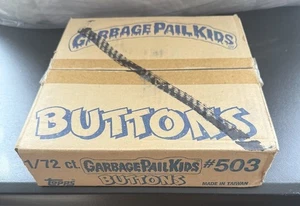 GARBAGE PAIL KIDS
BUTTONS
1/72 ct. GARBAGE PAIL KIDS #503
Topps BUTTONS MADE IN TAIWAN